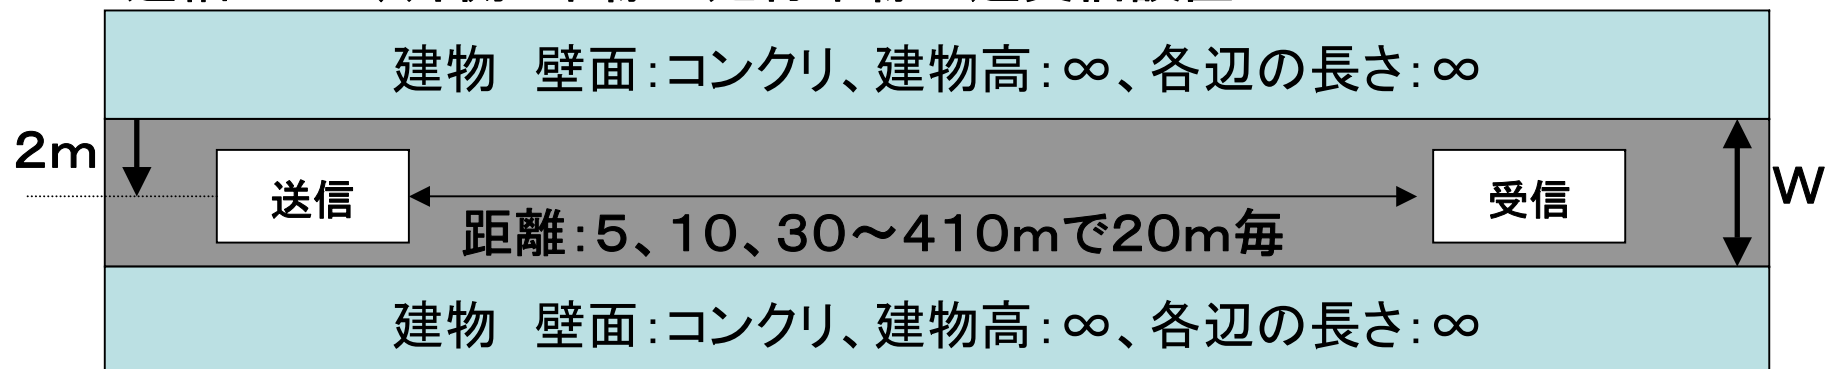 建物　壁面：コンクリ、建物高：∞、各辺の長さ：∞
2m
送信
受信
W
距離：5、10、30～410mで20m毎
建物　壁面：コンクリ、建物高：∞、各辺の長さ：∞